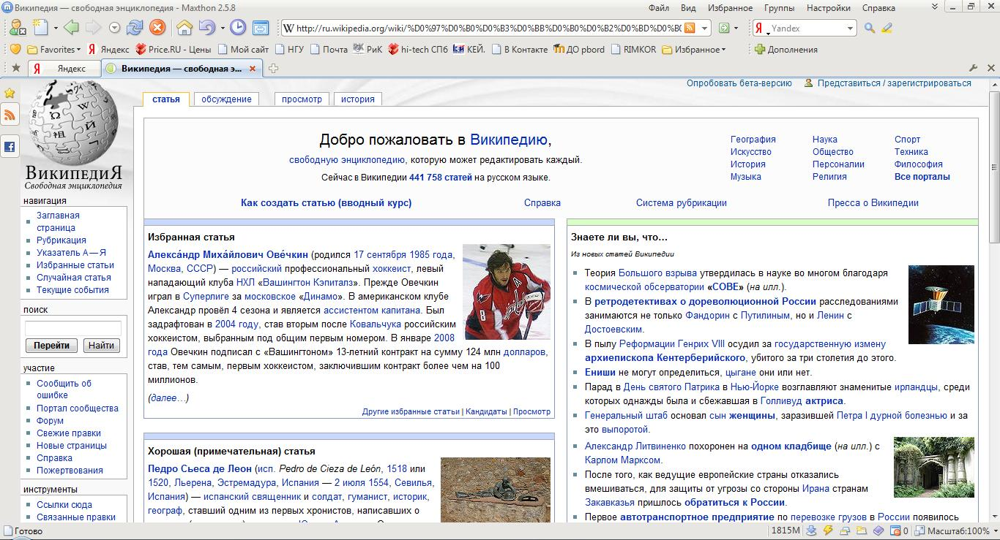 Википедия — свободная энциклопедия - Maxthon 2.5.8
Файл Вид Избранное Группы Настройки Справка
http://ru.wikipedia.org/wiki/%D0%97%D0%B0%D0%B3%D0%BB%D0%B0%D0%B2%D0%BD%D0%B0
Yandex
Favorites Яндекс Price.RU - Цены Мой сайт НГУ Почта РиК hi-tech СПб КЕЙ. В Контакте ДО pbord RIMKOR Избранное Дополнения
Яндекс Википедия — свободная э...
Опробовать бета-версию Представиться / зарегистрироваться
статья обсуждение просмотр история
ВикипедиЯ
Свободная энциклопедия
навигация
Заглавная
страница
Рубрикация
Указатель А — Я
Избранные статьи
Случайная статья
Текущие события
поиск
Перейти Найти
участие
Сообщить об
ошибке
Портал сообщества
Форум
Свежие правки
Новые страницы
Справка
Пожертвования
инструменты
Ссылки сюда
Связанные правки
Добро пожаловать в Википедию,
свободную энциклопедию, которую может редактировать каждый.
Сейчас в Википедии 441 758 статей на русском языке.
География Наука Спорт
Искусство Общество Техника
История Персоналии Философия
Музыка Религия Все порталы
Как создать статью (вводный курс) Справка Система рубрикации Пресса о Википедии
Избранная статья
Алекса́ндр Миха́йлович Ове́чкин (родился 17 сентября 1985 года,
Москва, СССР) — российский профессиональный хоккеист, левый
нападающий клуба НХЛ «Вашингтон Кэпиталз». Прежде Овечкин
играл в Суперлиге за московское «Динамо». В американском клубе
Александр провёл 4 сезона и является ассистентом капитана. Был
задрафтован в 2004 году, став вторым после Ковальчука российским
хоккеистом, выбранным под общим первым номером. В январе 2008
года Овечкин подписал с «Вашингтоном» 13-летний контракт на сумму 124 млн долларов,
став, тем самым, первым хоккеистом, заключившим контракт более чем на 100
миллионов.
(далее…)
Другие избранные статьи | Кандидаты | Просмотр
Хорошая (примечательная) статья
Педро Сьеса де Леон (исп. Pedro de Cieza de León, 1518 или
1520, Льерена, Эстремадура, Испания — 2 июля 1554, Севилья,
Испания) — испанский священник и солдат, гуманист, историк,
географ, ставший одним из первых хронистов, написавших о
Знаете ли вы, что…
Из новых статей Википедии
Теория Большого взрыва утвердилась в науке во многом благодаря
космической обсерватории «COBE» (на илл.).
В ретродетективах о дореволюционной России расследованиями
занимаются не только Фандорин с Путилиным, но и Ленин с
Достоевским.
В пылу Реформации Генрих VIII осудил за государственную измену
архиепископа Кентерберийского, убитого за три столетия до этого.
Ениши не могут определиться, цыгане они или нет.
Парад в День святого Патрика в Нью-Йорке возглавляют знаменитые ирландцы, среди
которых однажды была и сбежавшая в Голливуд актриса.
Генеральный штаб основал сын женщины, заразившей Петра I дурной болезнью и за
это выпоротой.
Александр Литвиненко похоронен на одном кладбище (на илл.) с
Карлом Марксом.
После того, как ведущие европейские страны отказались
вмешиваться, для защиты от угрозы со стороны Ирана странам
Закавказья пришлось обратиться к России.
Первое автотранспортное предприятие по перевозке грузов в России появилось
Готово 1815M 0 Масштаб:100%